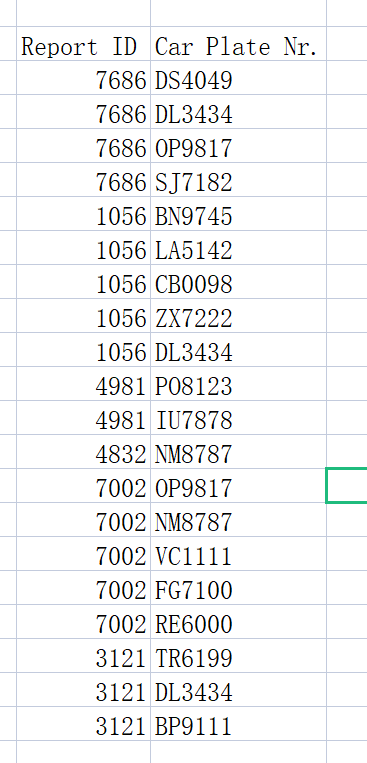 Report ID Car Plate Nr.
7686 DS4049
7686 DL3434
7686 OP9817
7686 SJ7182
1056 BN9745
1056 LA5142
1056 CB0098
1056 ZX7222
1056 DL3434
4981 PO8123
4981 IU7878
4832 NM8787
7002 OP9817
7002 NM8787
7002 VC1111
7002 FG7100
7002 RE6000
3121 TR6199
3121 DL3434
3121 BP9111